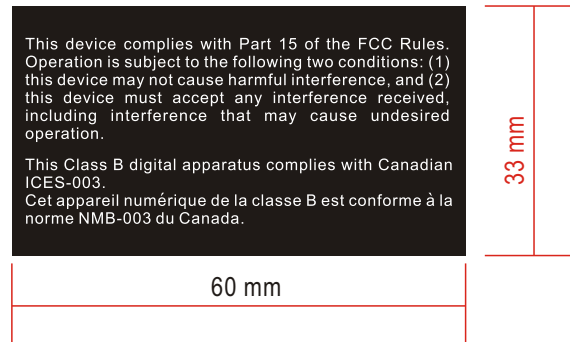 This device complies with Part 15 of the FCC Rules.
Operation is subject to the following two conditions: (1)
this device may not cause harmful interference, and (2)
this device must accept any interference received,
including interference that may cause undesired
operation.
This Class B digital apparatus complies with Canadian
ICES-003.
Cet appareil numérique de la classe B est conforme à la
norme NMB-003 du Canada.
33 mm
60 mm